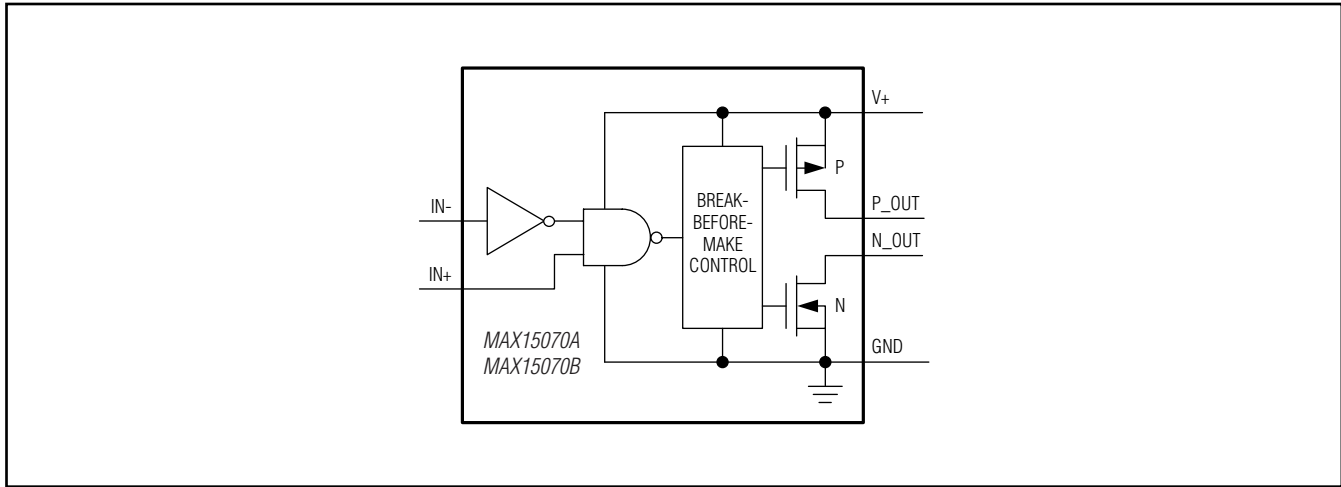 V+
P
IN-
BREAK-
BEFORE-
MAKE
CONTROL
P_OUT
N_OUT
IN+
N
MAX15070A
MAX15070B
GND